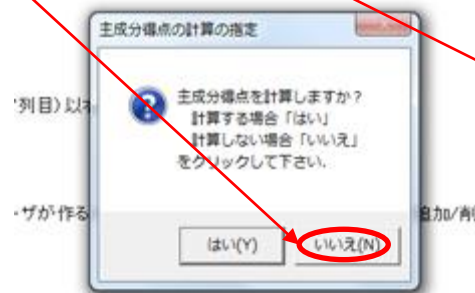 主成分得点の計算の指定
列目)以
主成分得点を計算しますか?
計算する場合「はい」
計算しない場合「いいえ」
をクリックして下さい.
・ザが作る
追加/削
はい(Y)
いいえ(N)